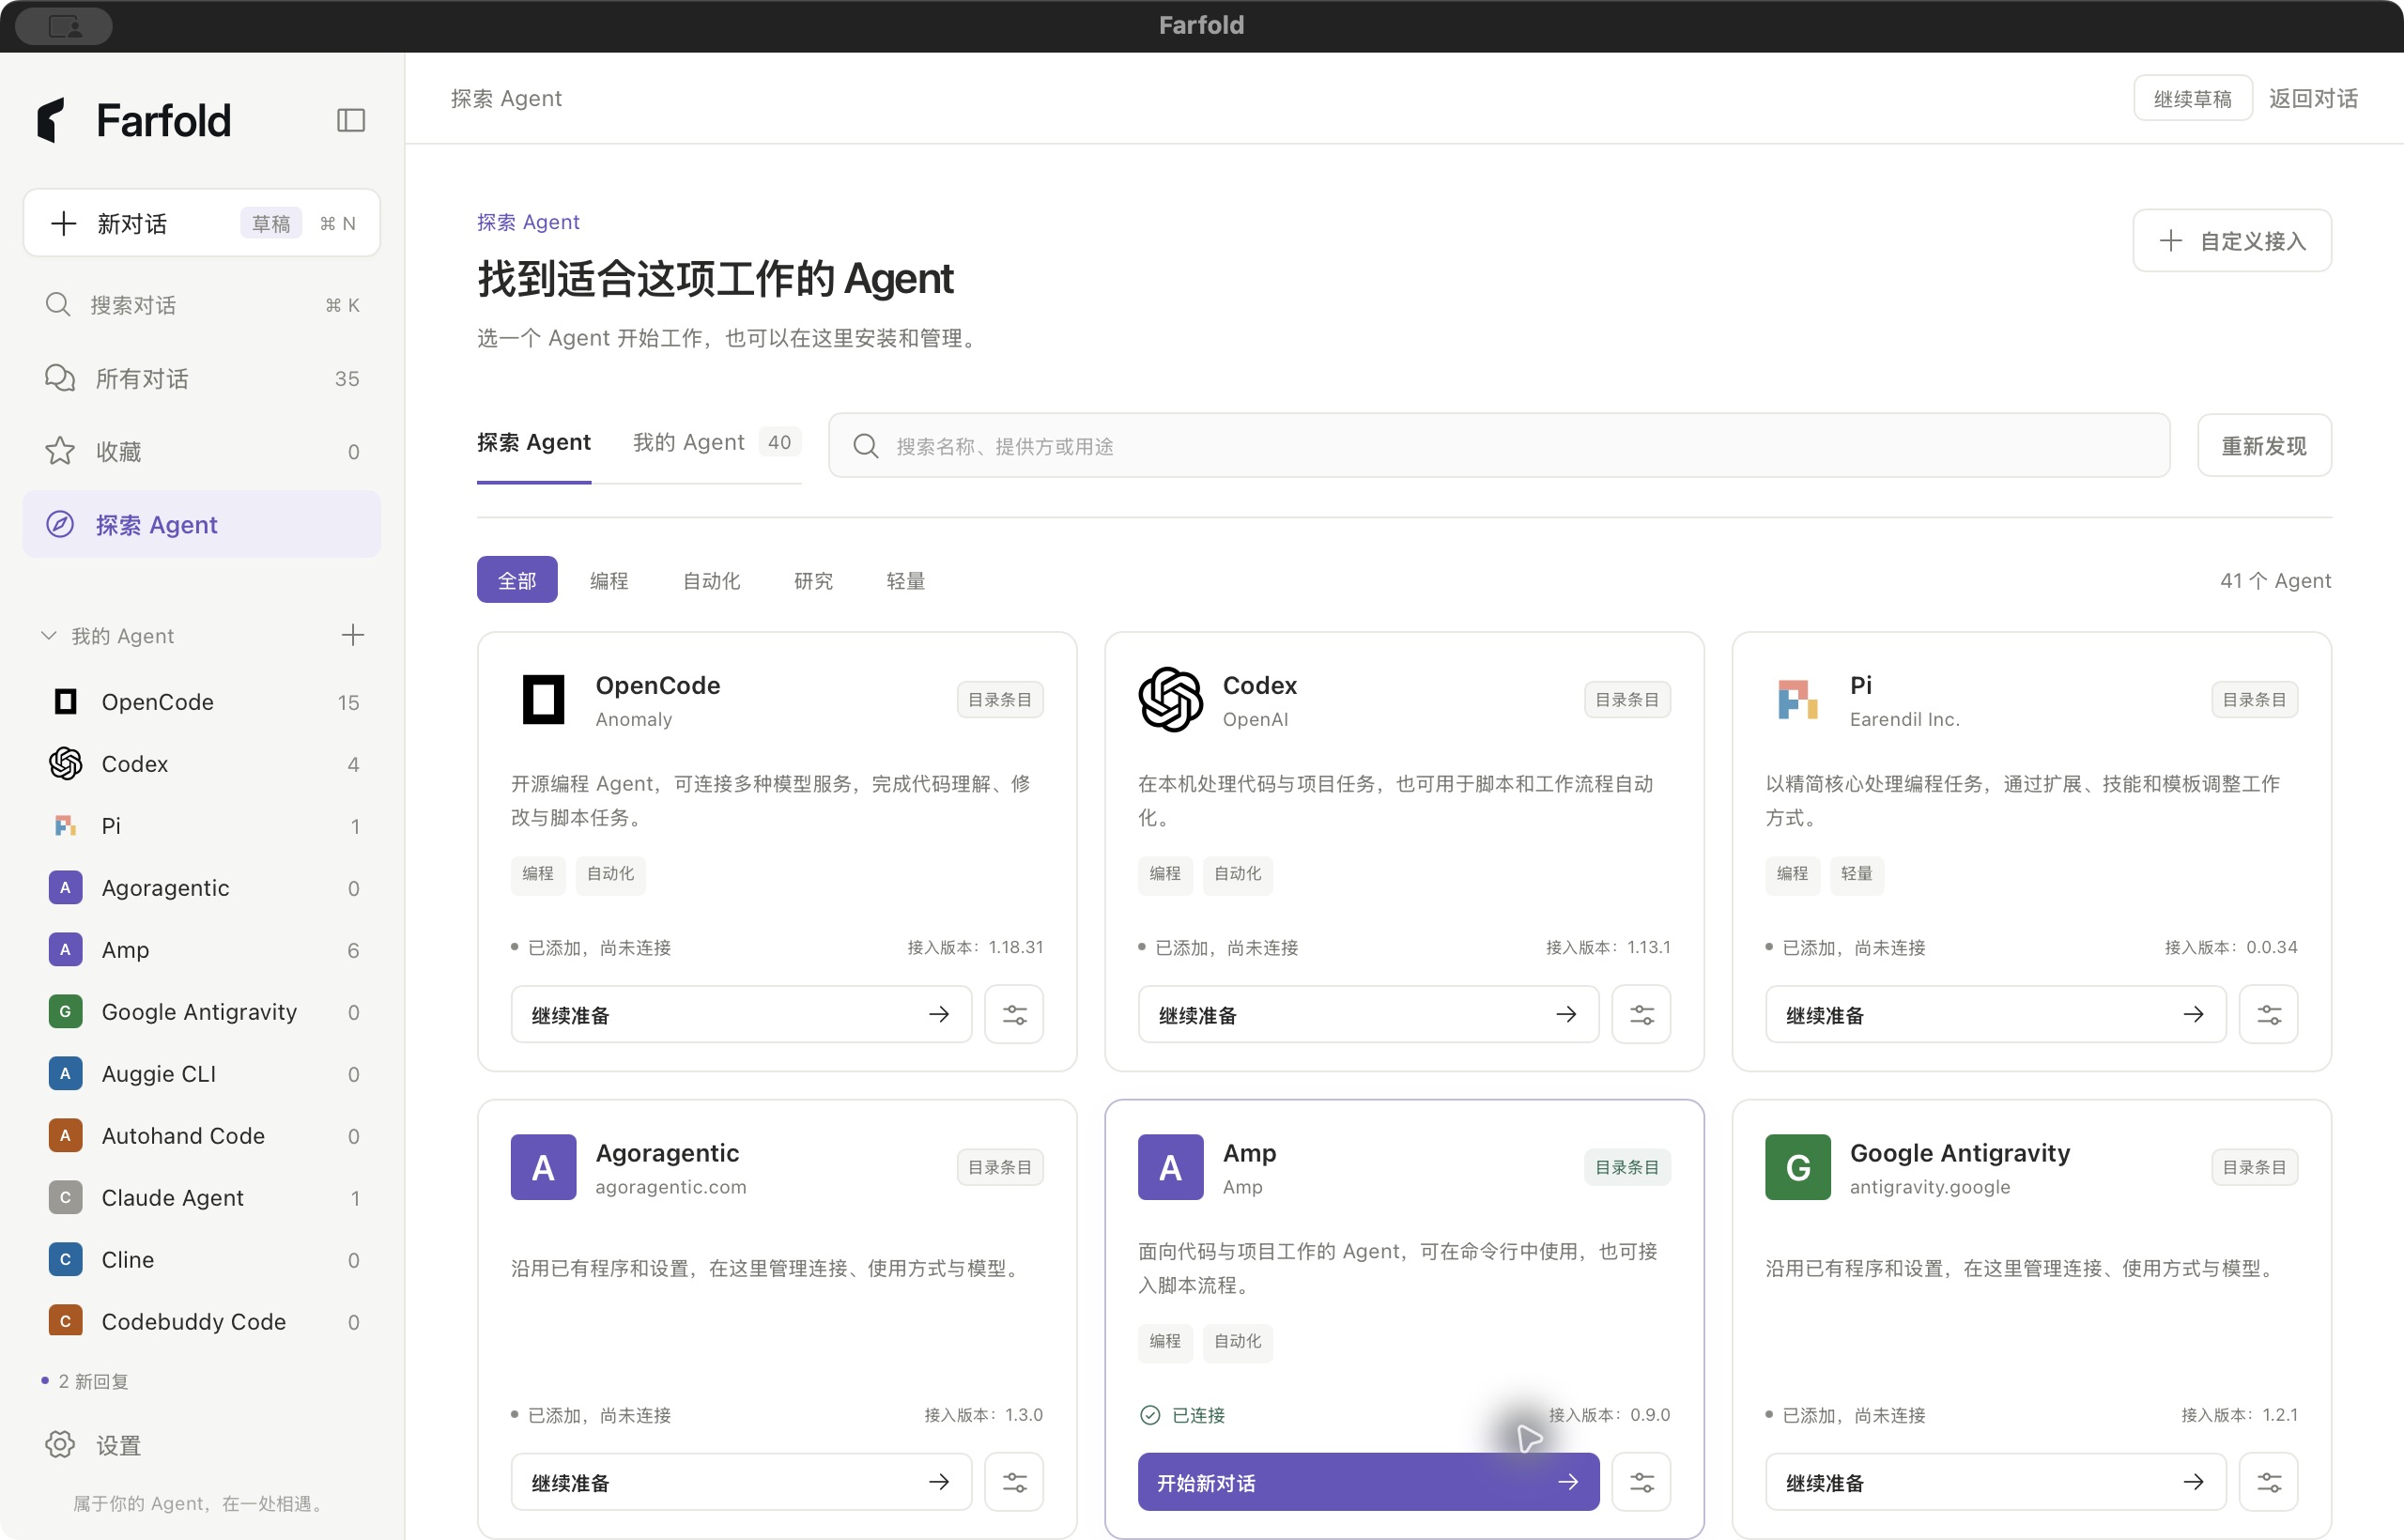 Farfold
Farfold
新对话 草稿 ⌘ N
搜索对话 ⌘ K
所有对话 35
收藏 0
探索 Agent
我的 Agent
OpenCode 15
Codex 4
Pi 1
A Agoragentic 0
A Amp 6
G Google Antigravity 0
A Auggie CLI 0
A Autohand Code 0
C Claude Agent 1
C Cline 0
C Codebuddy Code 0
2 新回复
设置
属于你的 Agent，在一处相遇。
探索 Agent 继续草稿 返回对话
探索 Agent
找到适合这项工作的 Agent
选一个 Agent 开始工作，也可以在这里安装和管理。
自定义接入
探索 Agent 我的 Agent 40 搜索名称、提供方或用途 重新发现
全部 编程 自动化 研究 轻量 41 个 Agent
OpenCode
Anomaly
目录条目
开源编程 Agent，可连接多种模型服务，完成代码理解、修
改与脚本任务。
编程 自动化
已添加，尚未连接 接入版本：1.18.31
继续准备
Codex
OpenAI
目录条目
在本机处理代码与项目任务，也可用于脚本和工作流程自动
化。
编程 自动化
已添加，尚未连接 接入版本：1.13.1
继续准备
Pi
Earendil Inc.
目录条目
以精简核心处理编程任务，通过扩展、技能和模板调整工作
方式。
编程 轻量
已添加，尚未连接 接入版本：0.0.34
继续准备
A
Agoragentic
agoragentic.com
目录条目
沿用已有程序和设置，在这里管理连接、使用方式与模型。
已添加，尚未连接 接入版本：1.3.0
继续准备
A
Amp
Amp
目录条目
面向代码与项目工作的 Agent，可在命令行中使用，也可接
入脚本流程。
编程 自动化
已连接 接入版本：0.9.0
开始新对话
G
Google Antigravity
antigravity.google
目录条目
沿用已有程序和设置，在这里管理连接、使用方式与模型。
已添加，尚未连接 接入版本：1.2.1
继续准备